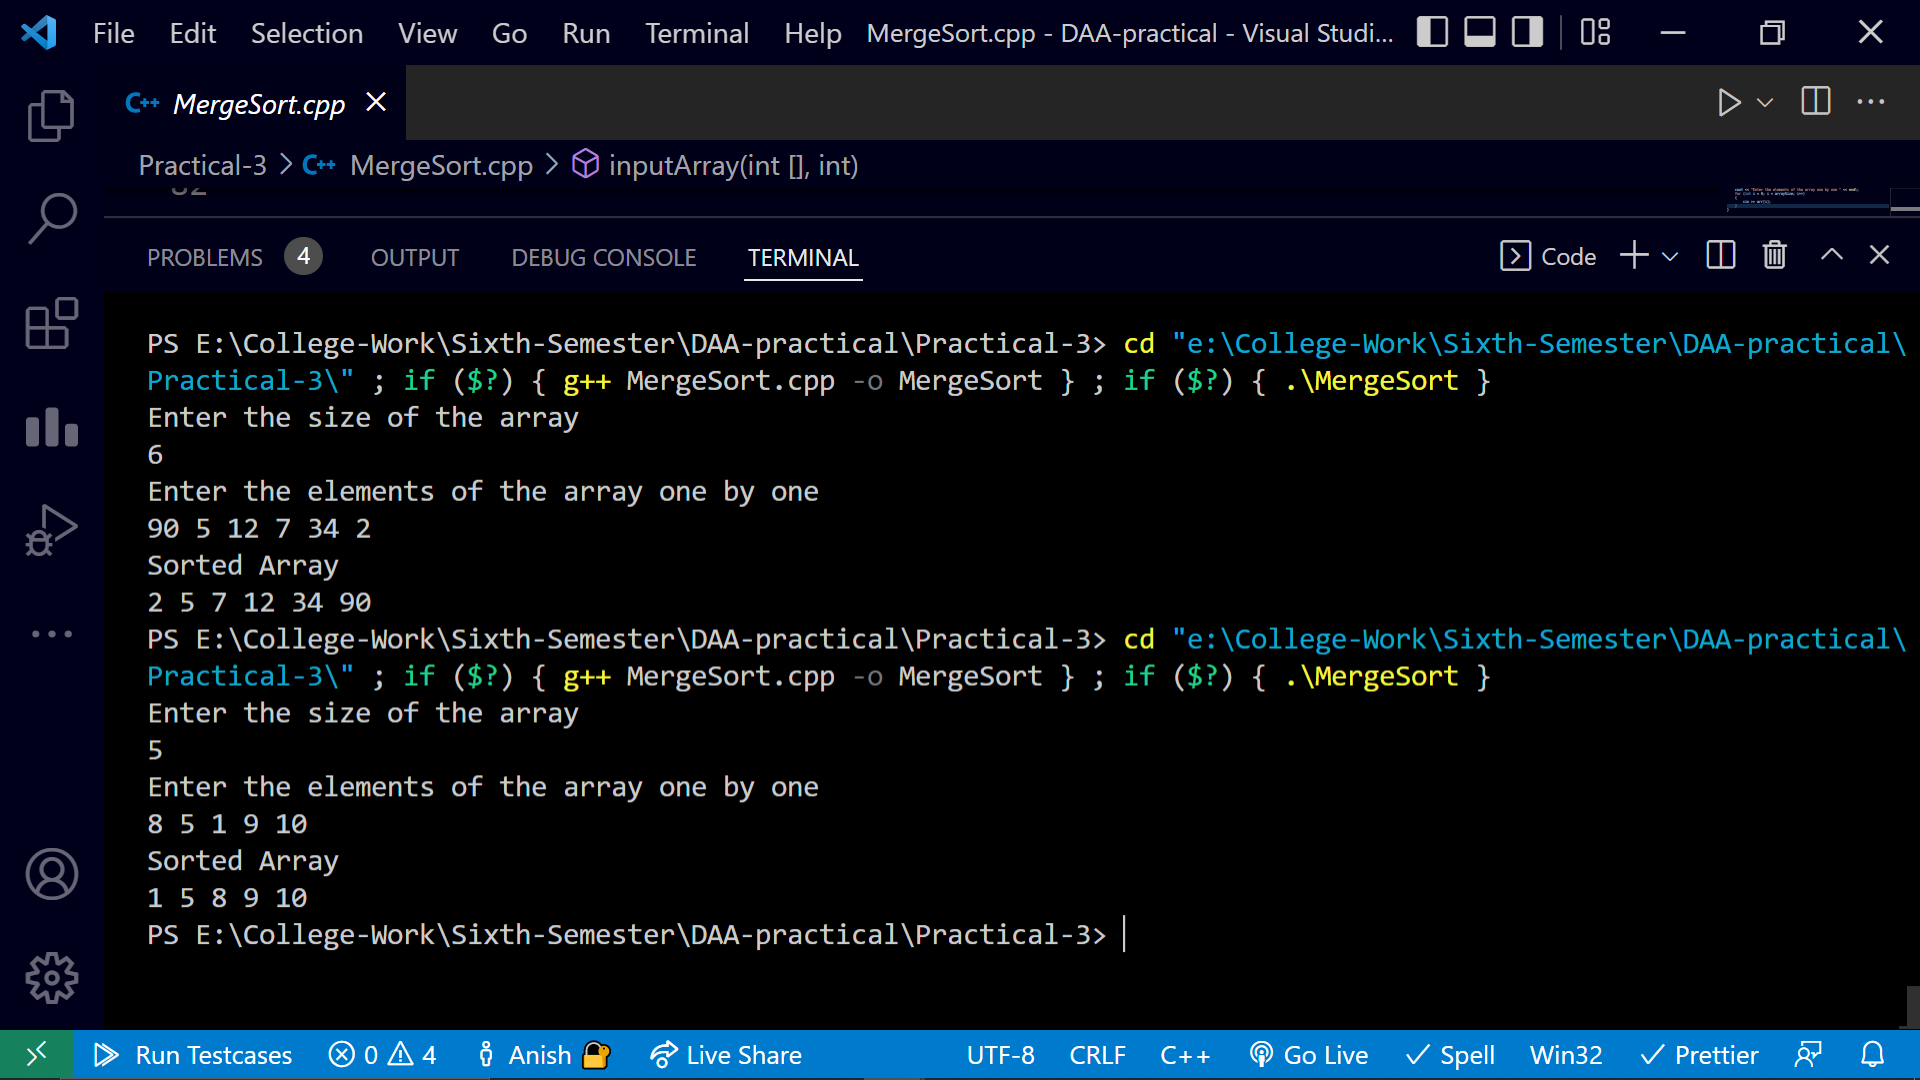 File Edit Selection View Go Run Terminal Help MergeSort.cpp - DAA-practical - Visual Studi...
C++ MergeSort.cpp
Practical-3 > C++ MergeSort.cpp > inputArray(int [], int)
PROBLEMS 4 OUTPUT DEBUG CONSOLE TERMINAL Code
PS E:\College-Work\Sixth-Semester\DAA-practical\Practical-3> cd "e:\College-Work\Sixth-Semester\DAA-practical\
Practical-3\" ; if ($?) { g++ MergeSort.cpp -o MergeSort } ; if ($?) { .\MergeSort }
Enter the size of the array
6
Enter the elements of the array one by one
90 5 12 7 34 2
Sorted Array
2 5 7 12 34 90
PS E:\College-Work\Sixth-Semester\DAA-practical\Practical-3> cd "e:\College-Work\Sixth-Semester\DAA-practical\
Practical-3\" ; if ($?) { g++ MergeSort.cpp -o MergeSort } ; if ($?) { .\MergeSort }
Enter the size of the array
5
Enter the elements of the array one by one
8 5 1 9 10
Sorted Array
1 5 8 9 10
PS E:\College-Work\Sixth-Semester\DAA-practical\Practical-3>
Run Testcases 0 4 Anish Live Share UTF-8 CRLF C++ Go Live Spell Win32 Prettier